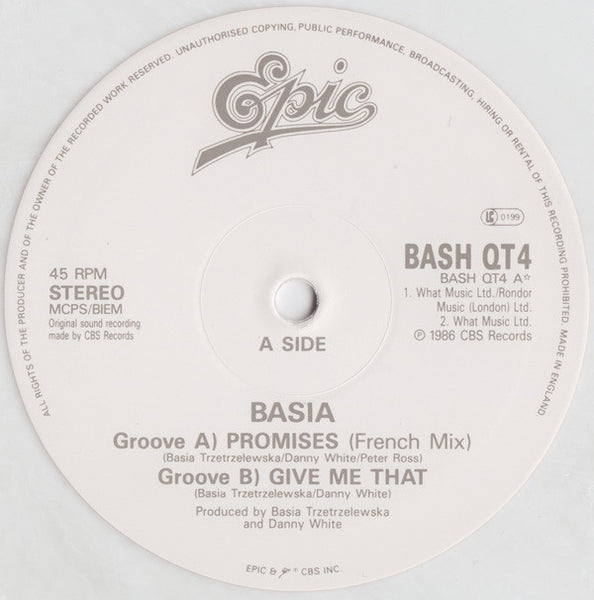 ALL RIGHTS OF THE PRODUCER AND OF THE OWNER OF THE RECORDED WORK RESERVED. UNAUTHORISED COPYING, PUBLIC PERFORMANCE, BROADCASTING, HIRING OR RENTAL OF THIS RECORDING PROHIBITED. MADE IN ENGLAND
Epic
LC 0199
45 RPM
STEREO
MCPS/BIEM
Original sound recording
made by CBS Records
BASH QT4
BASH QT4 A☆
1. What Music Ltd./Rondor
Music (London) Ltd.
2. What Music Ltd.
℗ 1986 CBS Records
A SIDE
BASIA
Groove A) PROMISES (French Mix)
(Basia Trzetrzelewska/Danny White/Peter Ross)
Groove B) GIVE ME THAT
(Basia Trzetrzelewska/Danny White)
Produced by Basia Trzetrzelewska
and Danny White
EPIC & ® CBS INC.